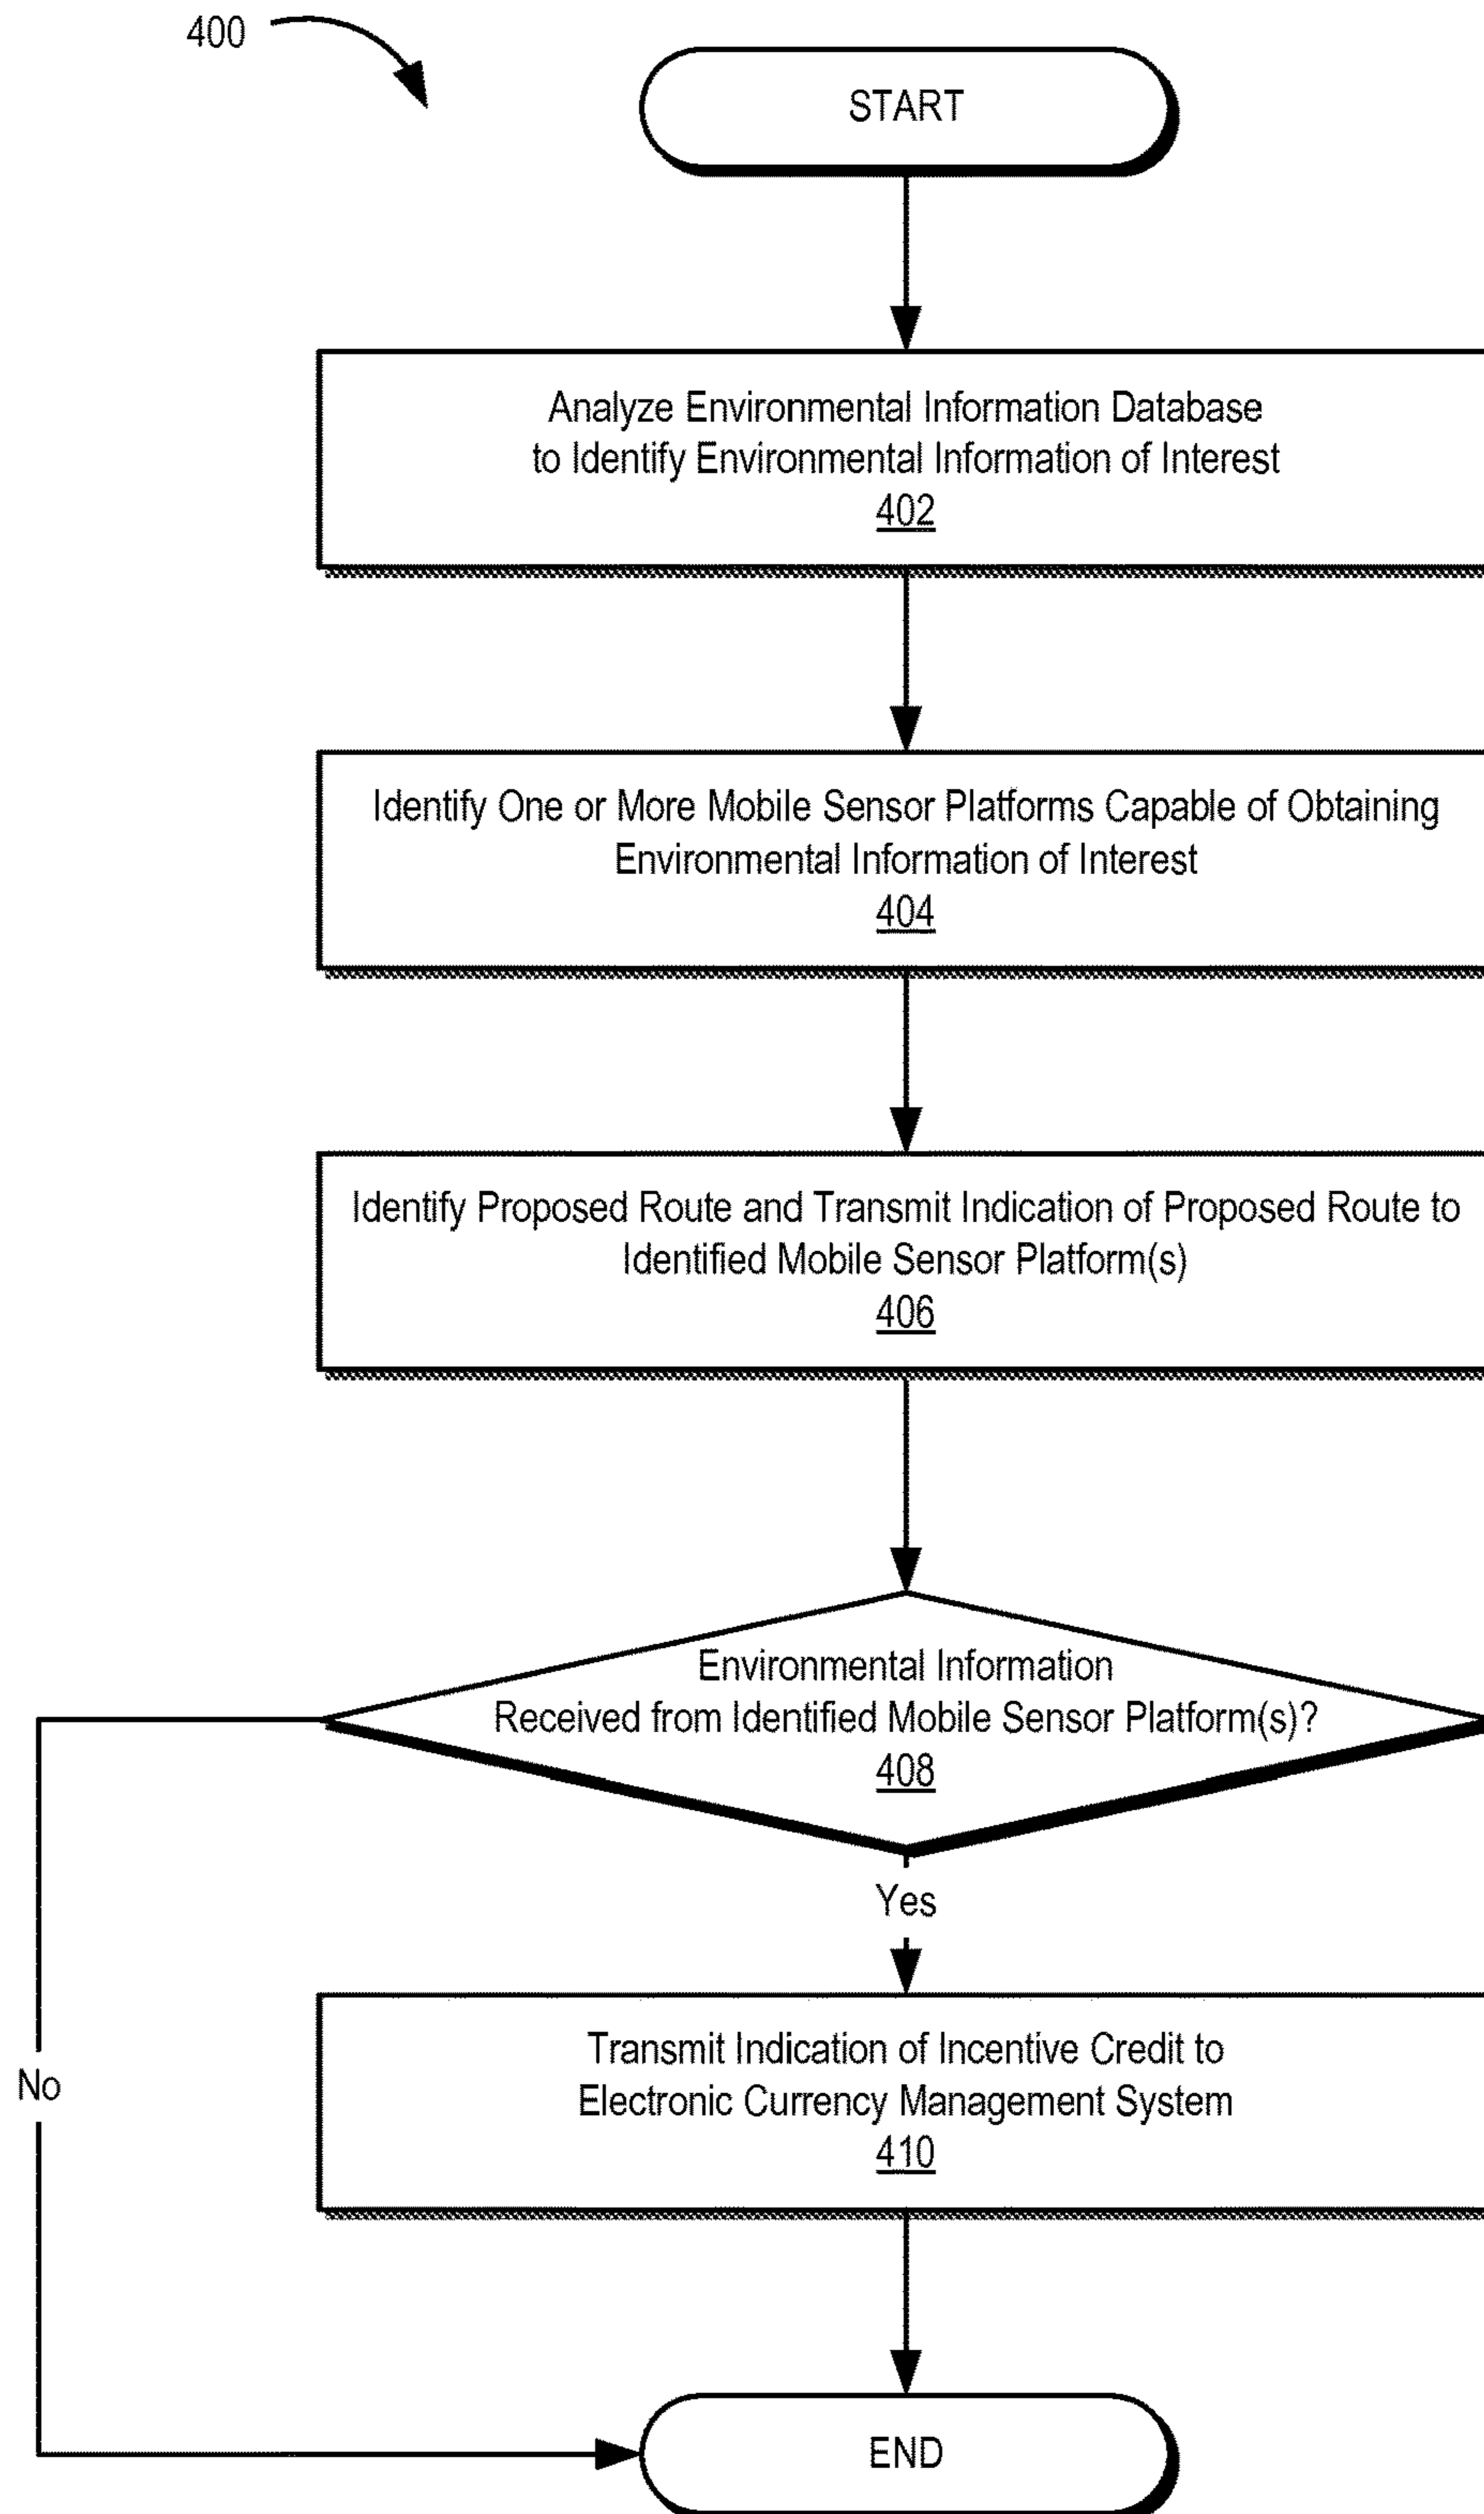 400
START
Analyze Environmental Information Database
to Identify Environmental Information of Interest
402
Identify One or More Mobile Sensor Platforms Capable of Obtaining
Environmental Information of Interest
404
Identify Proposed Route and Transmit Indication of Proposed Route to
Identified Mobile Sensor Platform(s)
406
Environmental Information
Received from Identified Mobile Sensor Platform(s)?
408
Yes
No
Transmit Indication of Incentive Credit to
Electronic Currency Management System
410
END